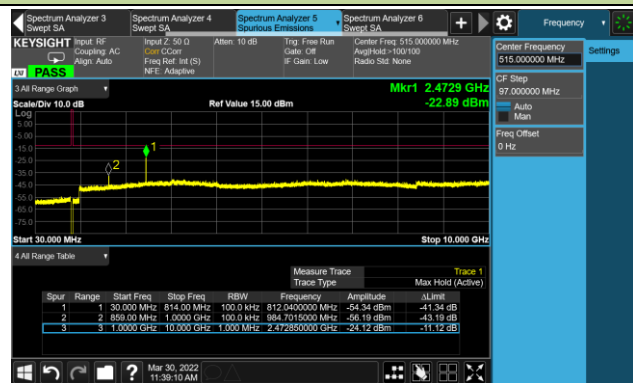 Spectrum Analyzer 3
Swept SA
Spectrum Analyzer 4
Swept SA
Spectrum Analyzer 5
Spurious Emissions
Spectrum Analyzer 6
Swept SA
Frequency
KEYSIGHT
Input: RF
Coupling: AC
Align: Auto
Input Z: 50 Ω
Corr CCorr
Freq Ref: Int (S)
NFE: Adaptive
Atten: 10 dB
Trig: Free Run
Gate: Off
IF Gain: Low
Center Freq: 515.000000 MHz
Avg|Hold:>100/100
Radio Std: None
LXI PASS
Center Frequency
515.000000 MHz
Settings
CF Step
97.000000 MHz
Auto
Man
Freq Offset
0 Hz
3 All Range Graph
Mkr1 2.4729 GHz
Scale/Div 10.0 dB
Ref Value 15.00 dBm
-22.89 dBm
Log
5.00
-5.00
-15.0
-25.0
-35.0
-45.0
-55.0
-65.0
-75.0
1
2
Start 30.000 MHz
Stop 10.000 GHz
4 All Range Table
Measure Trace Trace 1
Trace Type Max Hold (Active)
Spur Range Start Freq Stop Freq RBW Frequency Amplitude ΔLimit
1 1 30.000 MHz 814.00 MHz 100.0 kHz 812.0400000 MHz -54.34 dBm -41.34 dB
2 2 859.00 MHz 1.0000 GHz 100.0 kHz 984.7015000 MHz -56.19 dBm -43.19 dB
3 3 1.0000 GHz 10.000 GHz 1.000 MHz 2.472850000 GHz -24.12 dBm -11.12 dB
Mar 30, 2022
11:39:10 AM